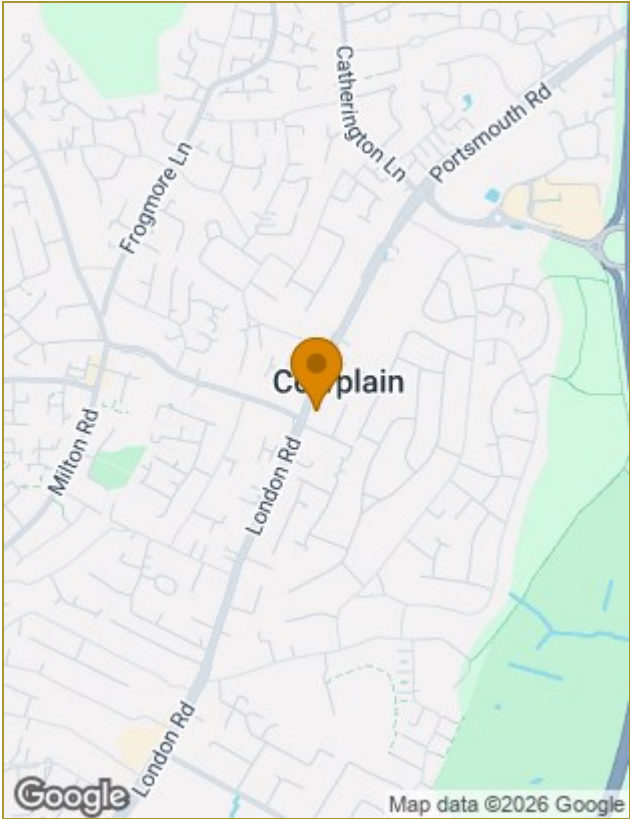 Catherington Ln
Portsmouth Rd
Frogmore Ln
Milton Rd
London Rd
London Rd
Google
Map data ©2026 Google